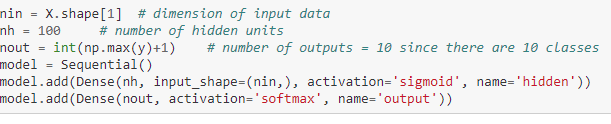 nin = X.shape[1]  # dimension of input data
nh = 100     # number of hidden units
nout = int(np.max(y)+1)    # number of outputs = 10 since there are 10 classes
model = Sequential()
model.add(Dense(nh, input_shape=(nin,), activation='sigmoid', name='hidden'))
model.add(Dense(nout, activation='softmax', name='output'))